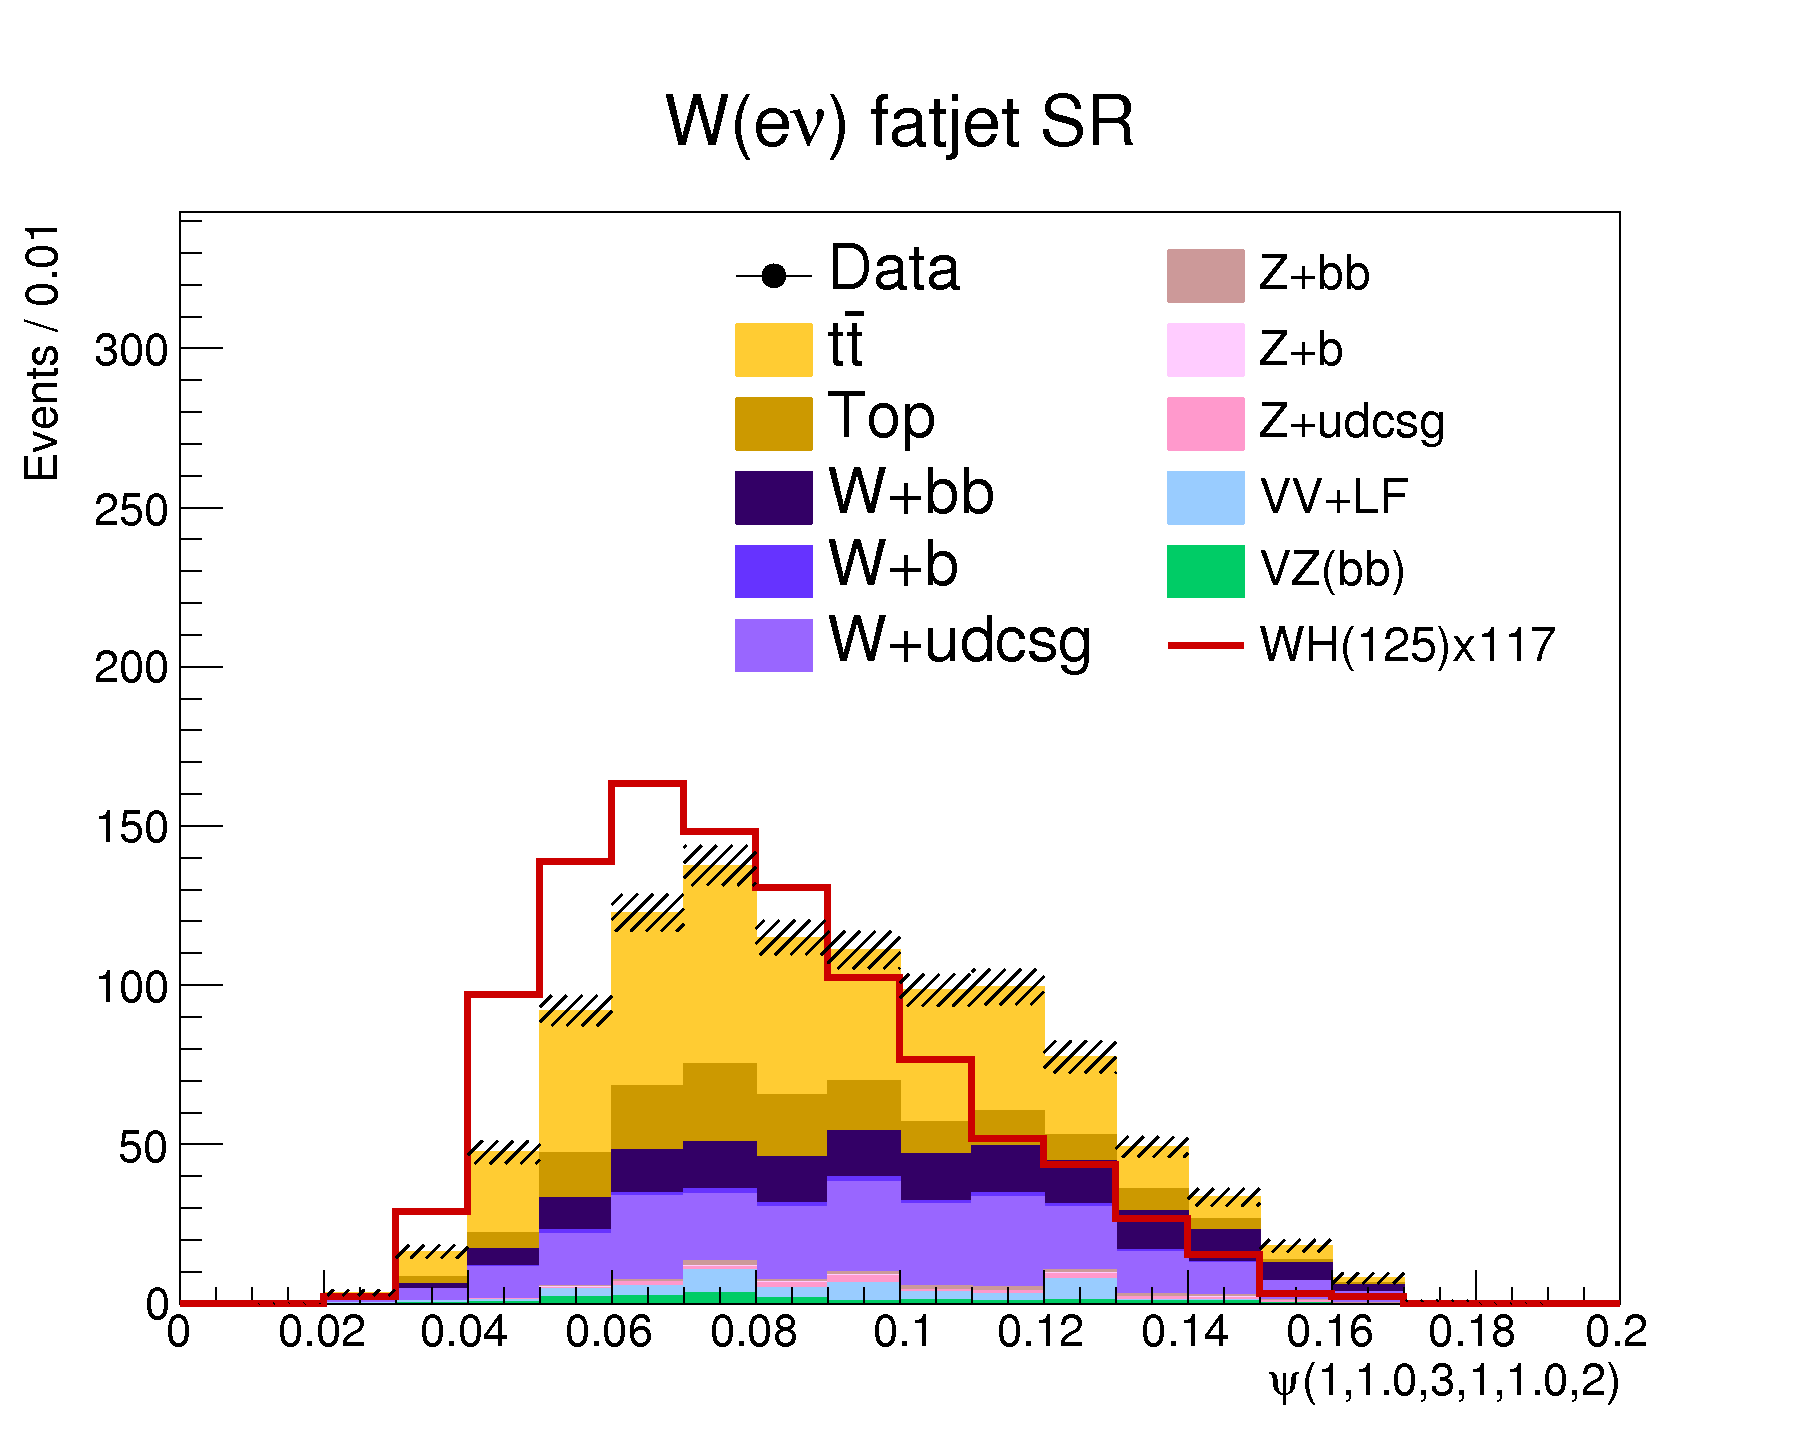 W(eν) fatjet SR
Events / 0.01
Data
tt̄
Top
W+bb
W+b
W+udcsg
Z+bb
Z+b
Z+udcsg
VV+LF
VZ(bb)
WH(125)x117
300
250
200
150
100
50
0
0 0.02 0.04 0.06 0.08 0.1 0.12 0.14 0.16 0.18 0.2
ψ(1,1.0,3,1,1.0,2)